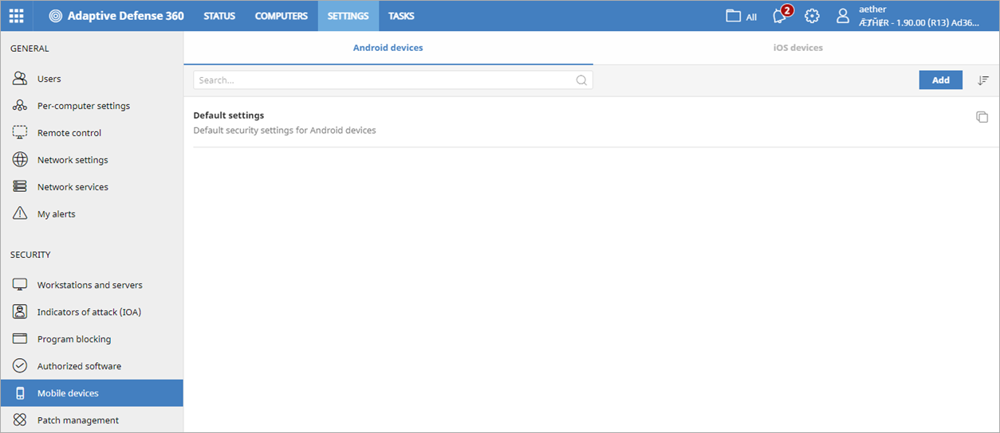 Adaptive Defense 360 STATUS COMPUTERS SETTINGS TASKS All 2 aether
ÆȾĦɆR - 1.90.00 (R13) Ad36...
GENERAL
Users
Per-computer settings
Remote control
Network settings
Network services
My alerts
SECURITY
Workstations and servers
Indicators of attack (IOA)
Program blocking
Authorized software
Mobile devices
Patch management
Android devices iOS devices
Search... Add
Default settings
Default security settings for Android devices